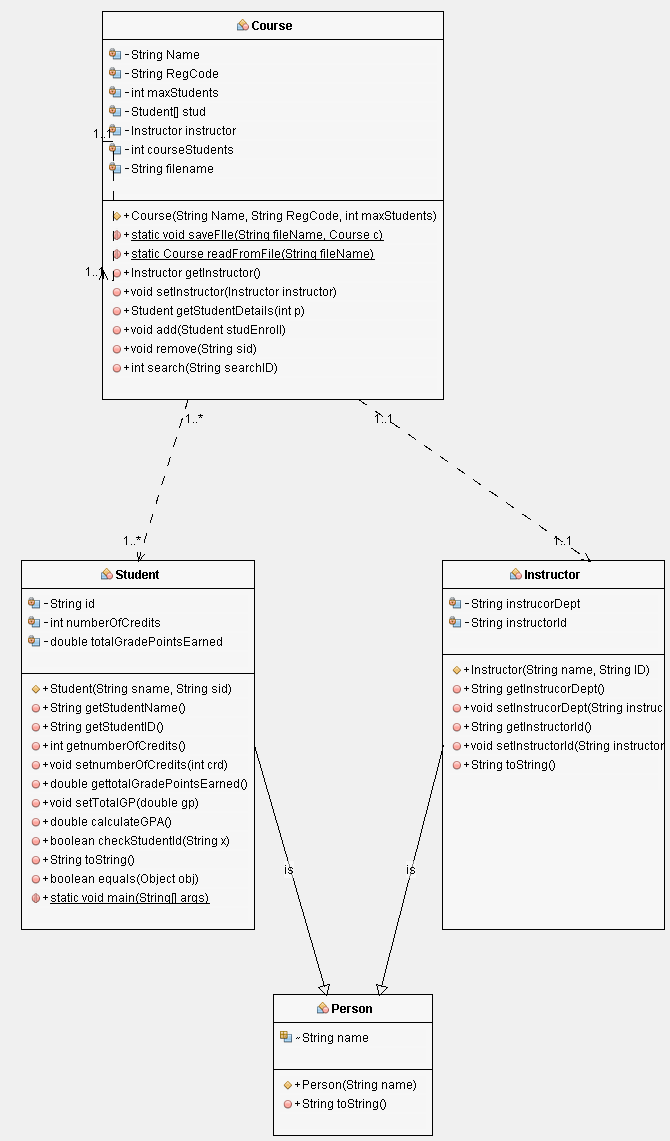 Course
-String Name
-String RegCode
-int maxStudents
-Student[] stud
-Instructor instructor
1..1
-int courseStudents
-String filename
+Course(String Name, String RegCode, int maxStudents)
+static void saveFIle(String fileName, Course c)
+static Course readFromFile(String fileName)
1..1
+Instructor getInstructor()
+void setInstructor(Instructor instructor)
+Student getStudentDetails(int p)
+void add(Student studEnroll)
+void remove(String sid)
+int search(String searchID)
1..*
1..1
1..*
1..1
Student
-String id
-int numberOfCredits
-double totalGradePointsEarned
+Student(String sname, String sid)
+String getStudentName()
+String getStudentID()
+int getnumberOfCredits()
+void setnumberOfCredits(int crd)
+double gettotalGradePointsEarned()
+void setTotalGP(double gp)
+double calculateGPA()
+boolean checkStudentId(String x)
+String toString()
+boolean equals(Object obj)
+static void main(String[] args)
Instructor
-String instrucorDept
-String instructorId
+Instructor(String name, String ID)
+String getInstrucorDept()
+void setInstrucorDept(String instruc
+String getInstructorId()
+void setInstructorId(String instructor
+String toString()
is
is
Person
~String name
+Person(String name)
+String toString()